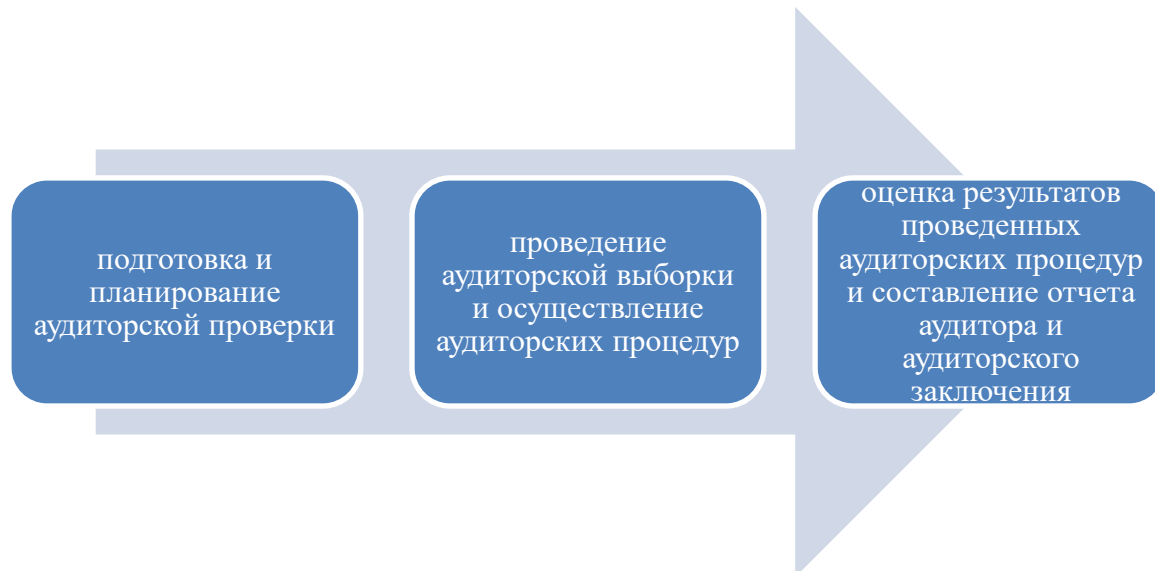 подготовка и
планирование
аудиторской проверки
проведение
аудиторской выборки
и осуществление
аудиторских процедур
оценка результатов
проведенных
аудиторских процедур
и составление отчета
аудитора и
аудиторского
заключения